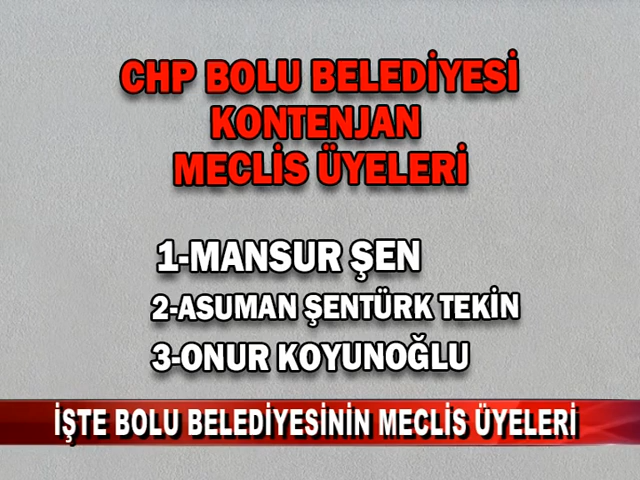 CHP BOLU BELEDİYESİ
KONTENJAN
MECLİS ÜYELERİ
1-MANSUR ŞEN
2-ASUMAN ŞENTÜRK TEKİN
3-ONUR KOYUNOĞLU
İŞTE BOLU BELEDİYESİNİN MECLİS ÜYELERİ